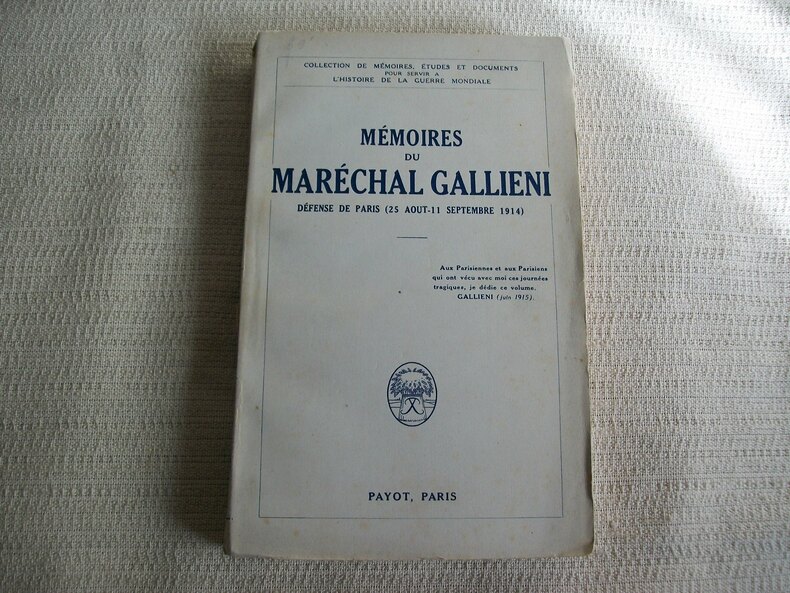 COLLECTION DE MÉMOIRES, ÉTUDES ET DOCUMENTS
POUR SERVIR A
L'HISTOIRE DE LA GUERRE MONDIALE
MÉMOIRES
DU
MARÉCHAL GALLIENI
DÉFENSE DE PARIS (25 AOUT-11 SEPTEMBRE 1914)
Aux Parisiennes et aux Parisiens
qui ont vécu avec moi ces journées
tragiques, je dédie ce volume.
GALLIENI (juin 1915).
PAYOT, PARIS